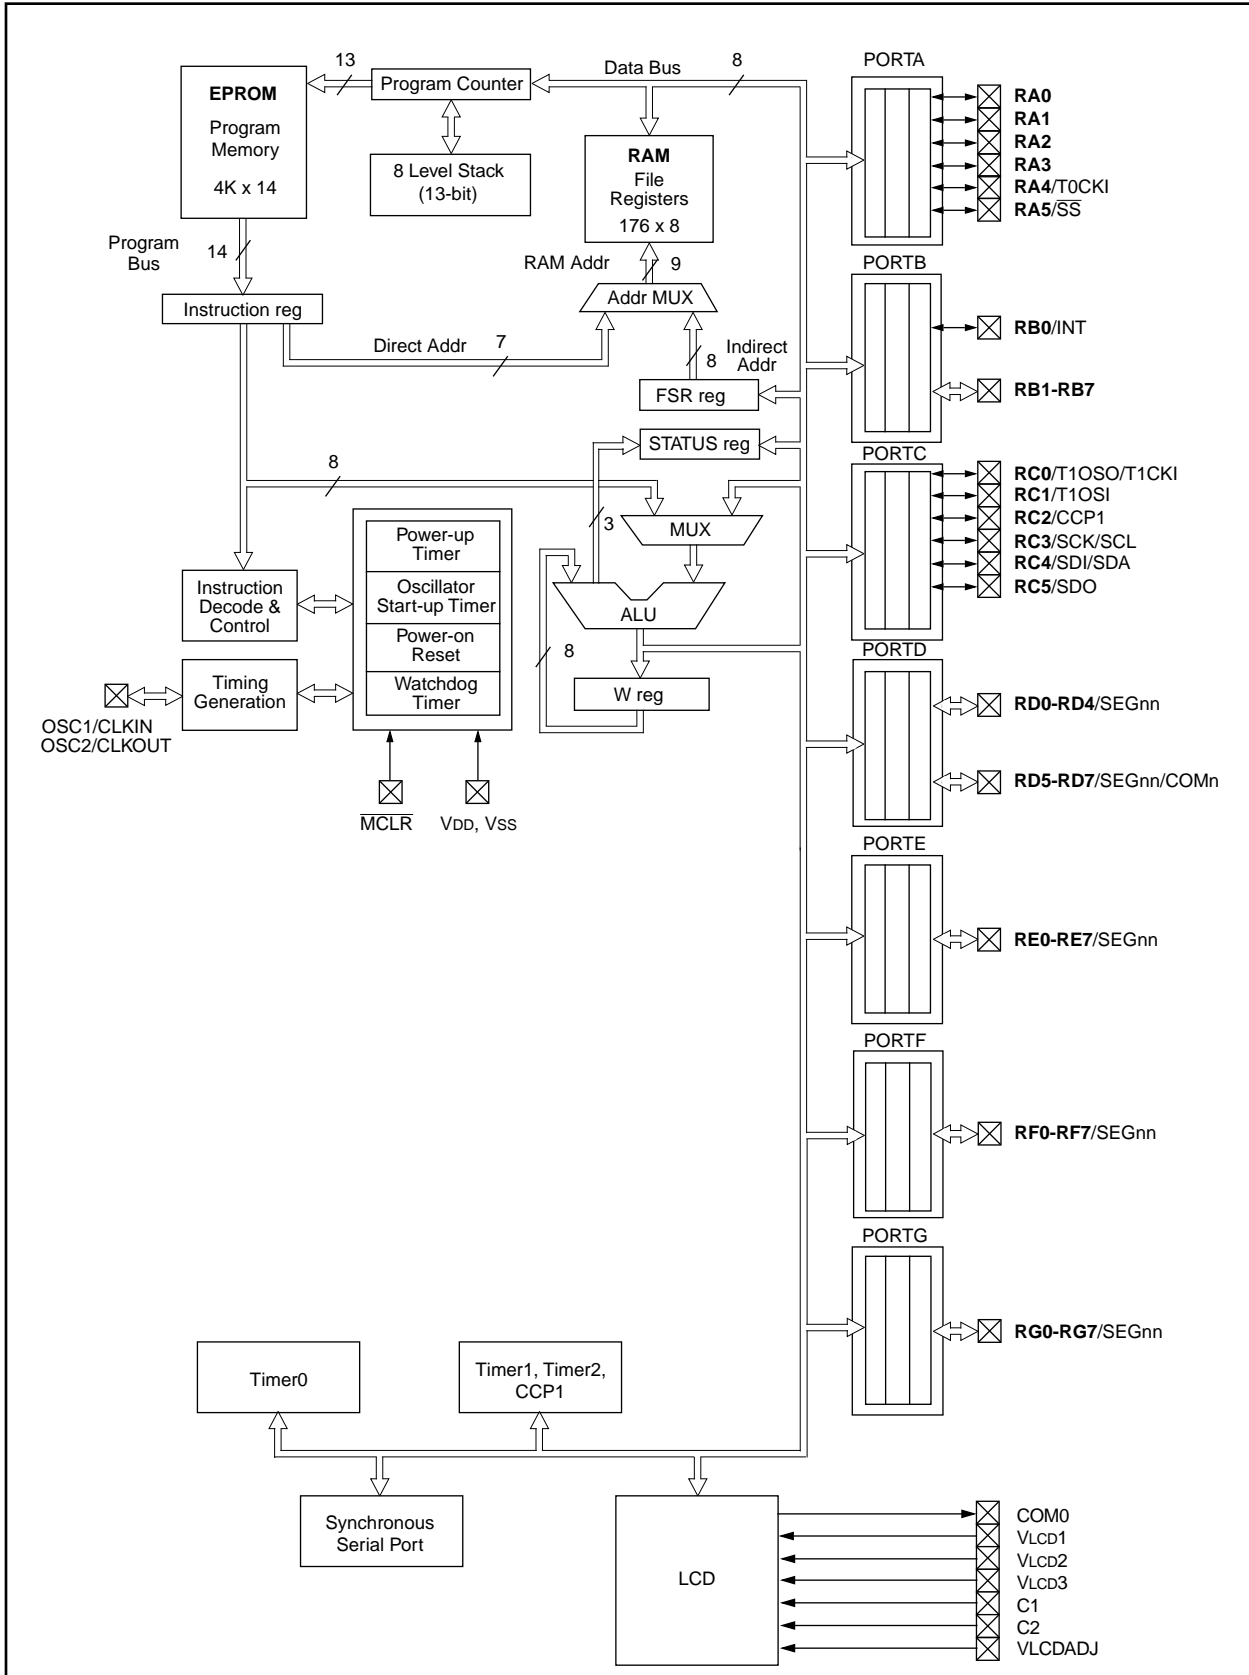 13
Data Bus
8
PORTA
EPROM
Program
Memory
4K x 14
Program Counter
8 Level Stack
(13-bit)
RAM
File
Registers
176 x 8
RA0
RA1
RA2
RA3
RA4/T0CKI
RA5/SS
Program
Bus
14
RAM Addr
9
PORTB
Instruction reg
Addr MUX
Direct Addr
7
8
Indirect
Addr
RB0/INT
FSR reg
RB1-RB7
STATUS reg
PORTC
8
RC0/T1OSO/T1CKI
RC1/T1OSI
RC2/CCP1
RC3/SCK/SCL
RC4/SDI/SDA
RC5/SDO
3
MUX
Power-up
Timer
Oscillator
Start-up Timer
Power-on
Reset
Watchdog
Timer
Instruction
Decode &
Control
ALU
8
W reg
PORTD
Timing
Generation
OSC1/CLKIN
OSC2/CLKOUT
RD0-RD4/SEGnn
RD5-RD7/SEGnn/COMn
MCLR
VDD, VSS
PORTE
RE0-RE7/SEGnn
PORTF
RF0-RF7/SEGnn
PORTG
RG0-RG7/SEGnn
Timer0
Timer1, Timer2,
CCP1
Synchronous
Serial Port
LCD
COM0
VLCD1
VLCD2
VLCD3
C1
C2
VLCDADJ